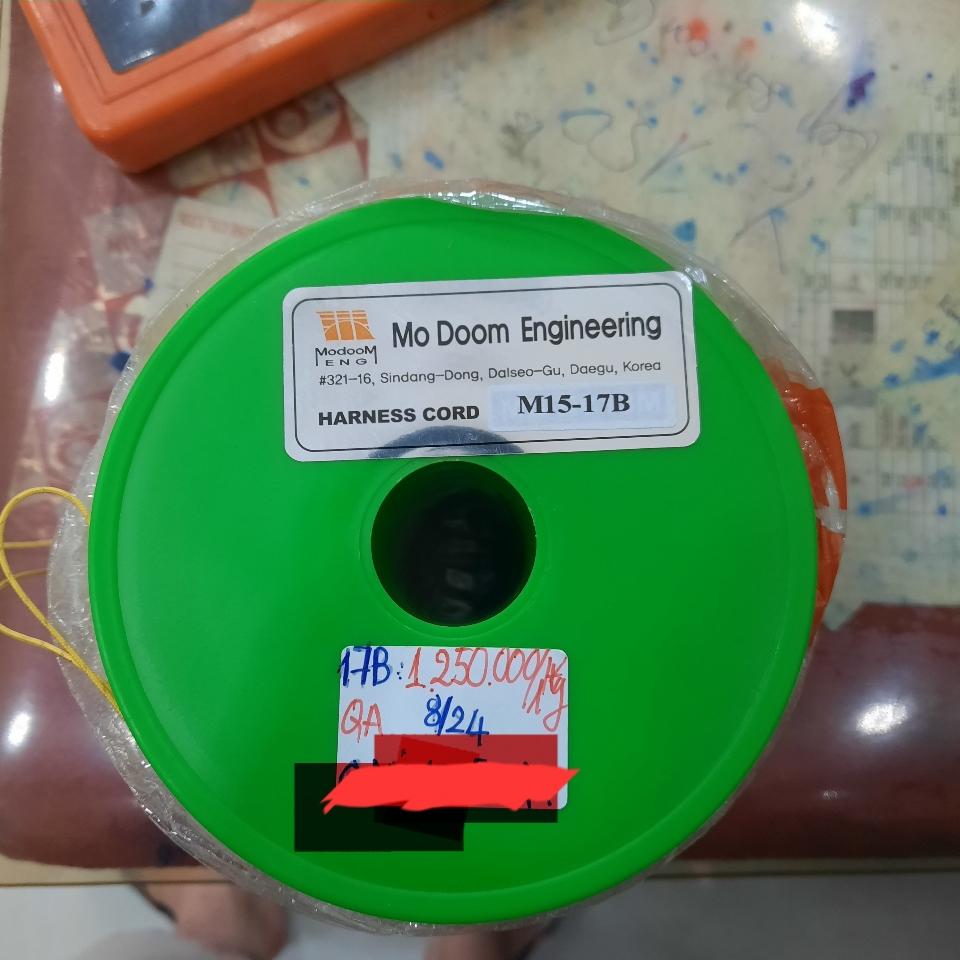 Mo Doom Engineering
ModooM
ENG
#321-16, Sindang-Dong, Dalseo-Gu, Daegu, Korea
HARNESS CORD M15-17B
17B: 1.250.000/1kg
QA 8/24